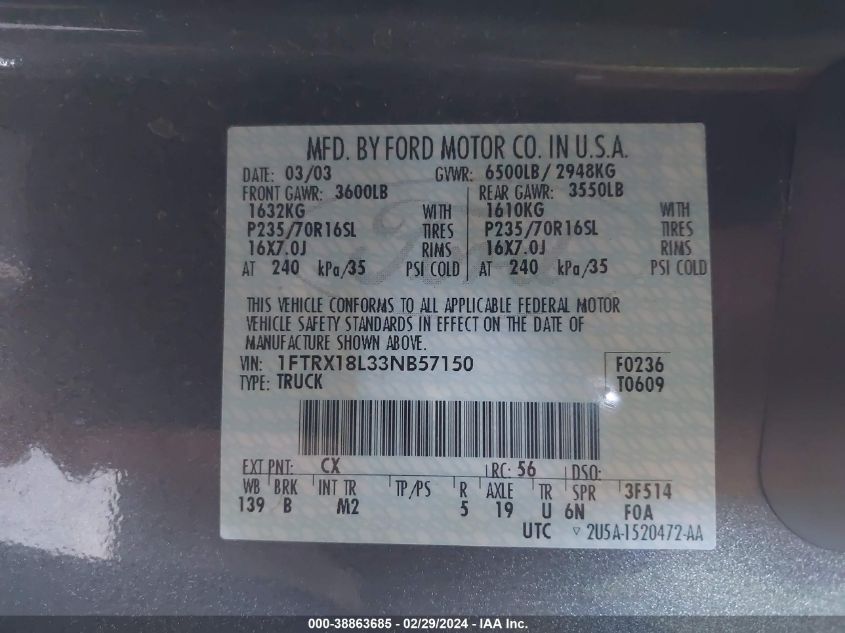 MFD. BY FORD MOTOR CO. IN U.S.A.
DATE: 03/03 GVWR: 6500LB / 2948KG
FRONT GAWR: 3600LB REAR GAWR: 3550LB
1632KG WITH 1610KG WITH
P235/70R16SL TIRES P235/70R16SL TIRES
16X7.0J RIMS 16X7.0J RIMS
AT 240 kPa/35 PSI COLD AT 240 kPa/35 PSI COLD
THIS VEHICLE CONFORMS TO ALL APPLICABLE FEDERAL MOTOR
VEHICLE SAFETY STANDARDS IN EFFECT ON THE DATE OF
MANUFACTURE SHOWN ABOVE.
VIN: 1FTRX18L33NB57150 F0236
TYPE: TRUCK T0609
EXT PNT: CX RC: 56 DSO:
WB BRK INT TR TP/PS R AXLE TR SPR 3F514
139 B M2 5 19 U 6N F0A
UTC ▽ 2U5A-1520472-AA
000-38863685 - 02/29/2024 - IAA Inc.